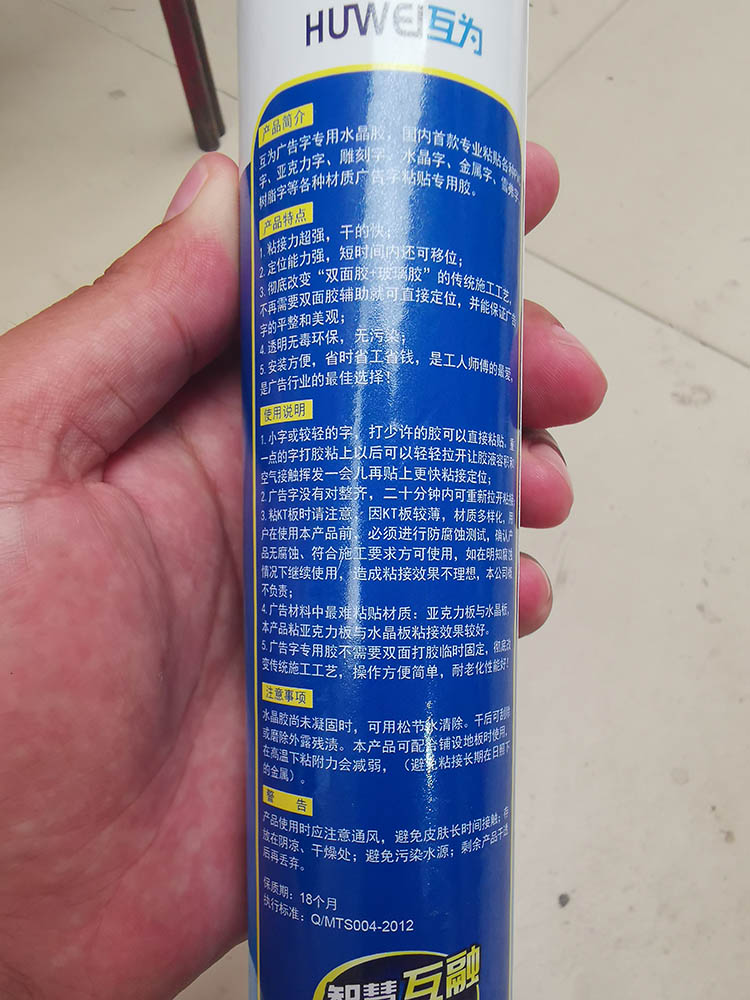 HUWEI互为
产品简介
互为广告字专用水晶胶，国内首款专业粘贴各种PVC
字、亚克力字、雕刻字、水晶字、金属字、雪弗字
树脂字等各种材质广告字粘贴专用胶。
产品特点
1. 粘接力超强，干的快；
2. 定位能力强，短时间内还可移位；
3. 彻底改变“双面胶+玻璃胶”的传统施工工艺，
不再需要双面胶辅助就可直接定位，并能保证广告
字的平整和美观；
4. 透明无毒环保，无污染；
5. 安装方便，省时省工省钱，是工人师傅的最爱，
是广告行业的最佳选择！
使用说明
1. 小字或较轻的字，打少许的胶可以直接粘贴。重
一点的字打胶粘上以后可以轻轻拉开让胶液容积和
空气接触挥发一会儿再贴上更快粘接定位，
2. 广告字没有对整齐，二十分钟内可重新拉开粘接
3. 粘KT板时请注意：因KT板较薄，材质多样化，用
户在使用本产品前、必须进行防腐蚀测试，确认产
品无腐蚀、符合施工要求方可使用，如在明知腐蚀
情况下继续使用，造成粘接效果不理想，本公司概
不负责；
4. 广告材料中最难粘贴材质：亚克力板与水晶板，
本产品粘亚克力板与水晶板粘接效果较好。
5. 广告字专用胶不需要双面打胶临时固定，彻底改
变传统施工工艺，操作方便简单，耐老化性能好！
注意事项
水晶胶尚未凝固时，可用松节水清除。干后可刮除
或磨除外露残渍。本产品可配合铺设地板时使用，
在高温下粘附力会减弱，（避免粘接长期在日照下
的金属）。
警 告
产品使用时应注意通风，避免皮肤长时间接触；存
放在阴凉、干燥处；避免污染水源；剩余产品干透
后再丢弃。
保质期：18个月
执行标准：Q/MTS004-2012
智慧互融